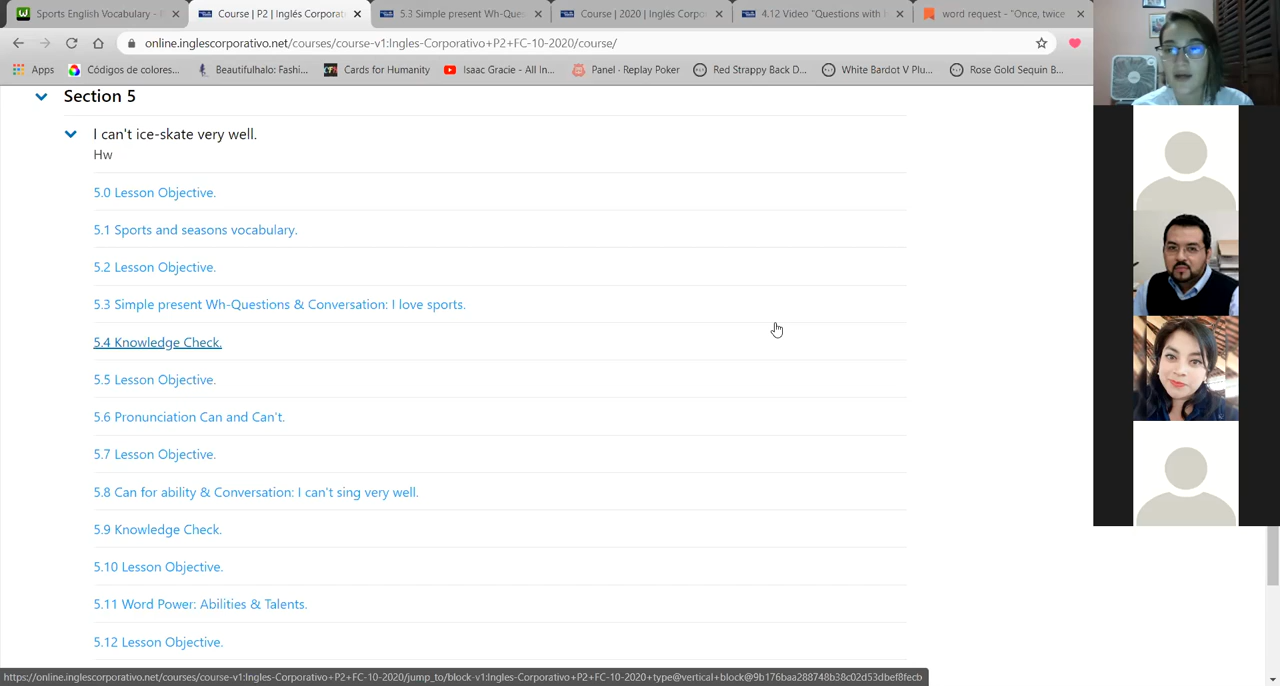 Sports English Vocabulary - 
Course | P2 | Inglés Corporat
5.3 Simple present Wh-Ques
Course | 2020 | Inglés Corpo
4.12 Video "Questions with
word request - "Once, twice
online.inglescorporativo.net/courses/course-v1:Ingles-Corporativo+P2+FC-10-2020/course/
Apps
Códigos de colores...
Beautifulhalo: Fashi...
Cards for Humanity
Isaac Gracie - All In...
Panel · Replay Poker
Red Strappy Back D...
White Bardot V Plu...
Rose Gold Sequin B...
Section 5
I can't ice-skate very well.
Hw
5.0 Lesson Objective.
5.1 Sports and seasons vocabulary.
5.2 Lesson Objective.
5.3 Simple present Wh-Questions & Conversation: I love sports.
5.4 Knowledge Check.
5.5 Lesson Objective.
5.6 Pronunciation Can and Can't.
5.7 Lesson Objective.
5.8 Can for ability & Conversation: I can't sing very well.
5.9 Knowledge Check.
5.10 Lesson Objective.
5.11 Word Power: Abilities & Talents.
5.12 Lesson Objective.
https://online.inglescorporativo.net/courses/course-v1:Ingles-Corporativo+P2+FC-10-2020/jump_to/block-v1:Ingles-Corporativo+P2+FC-10-2020+type@vertical+block@9b176baa288748b38c02d53dbef8fecb